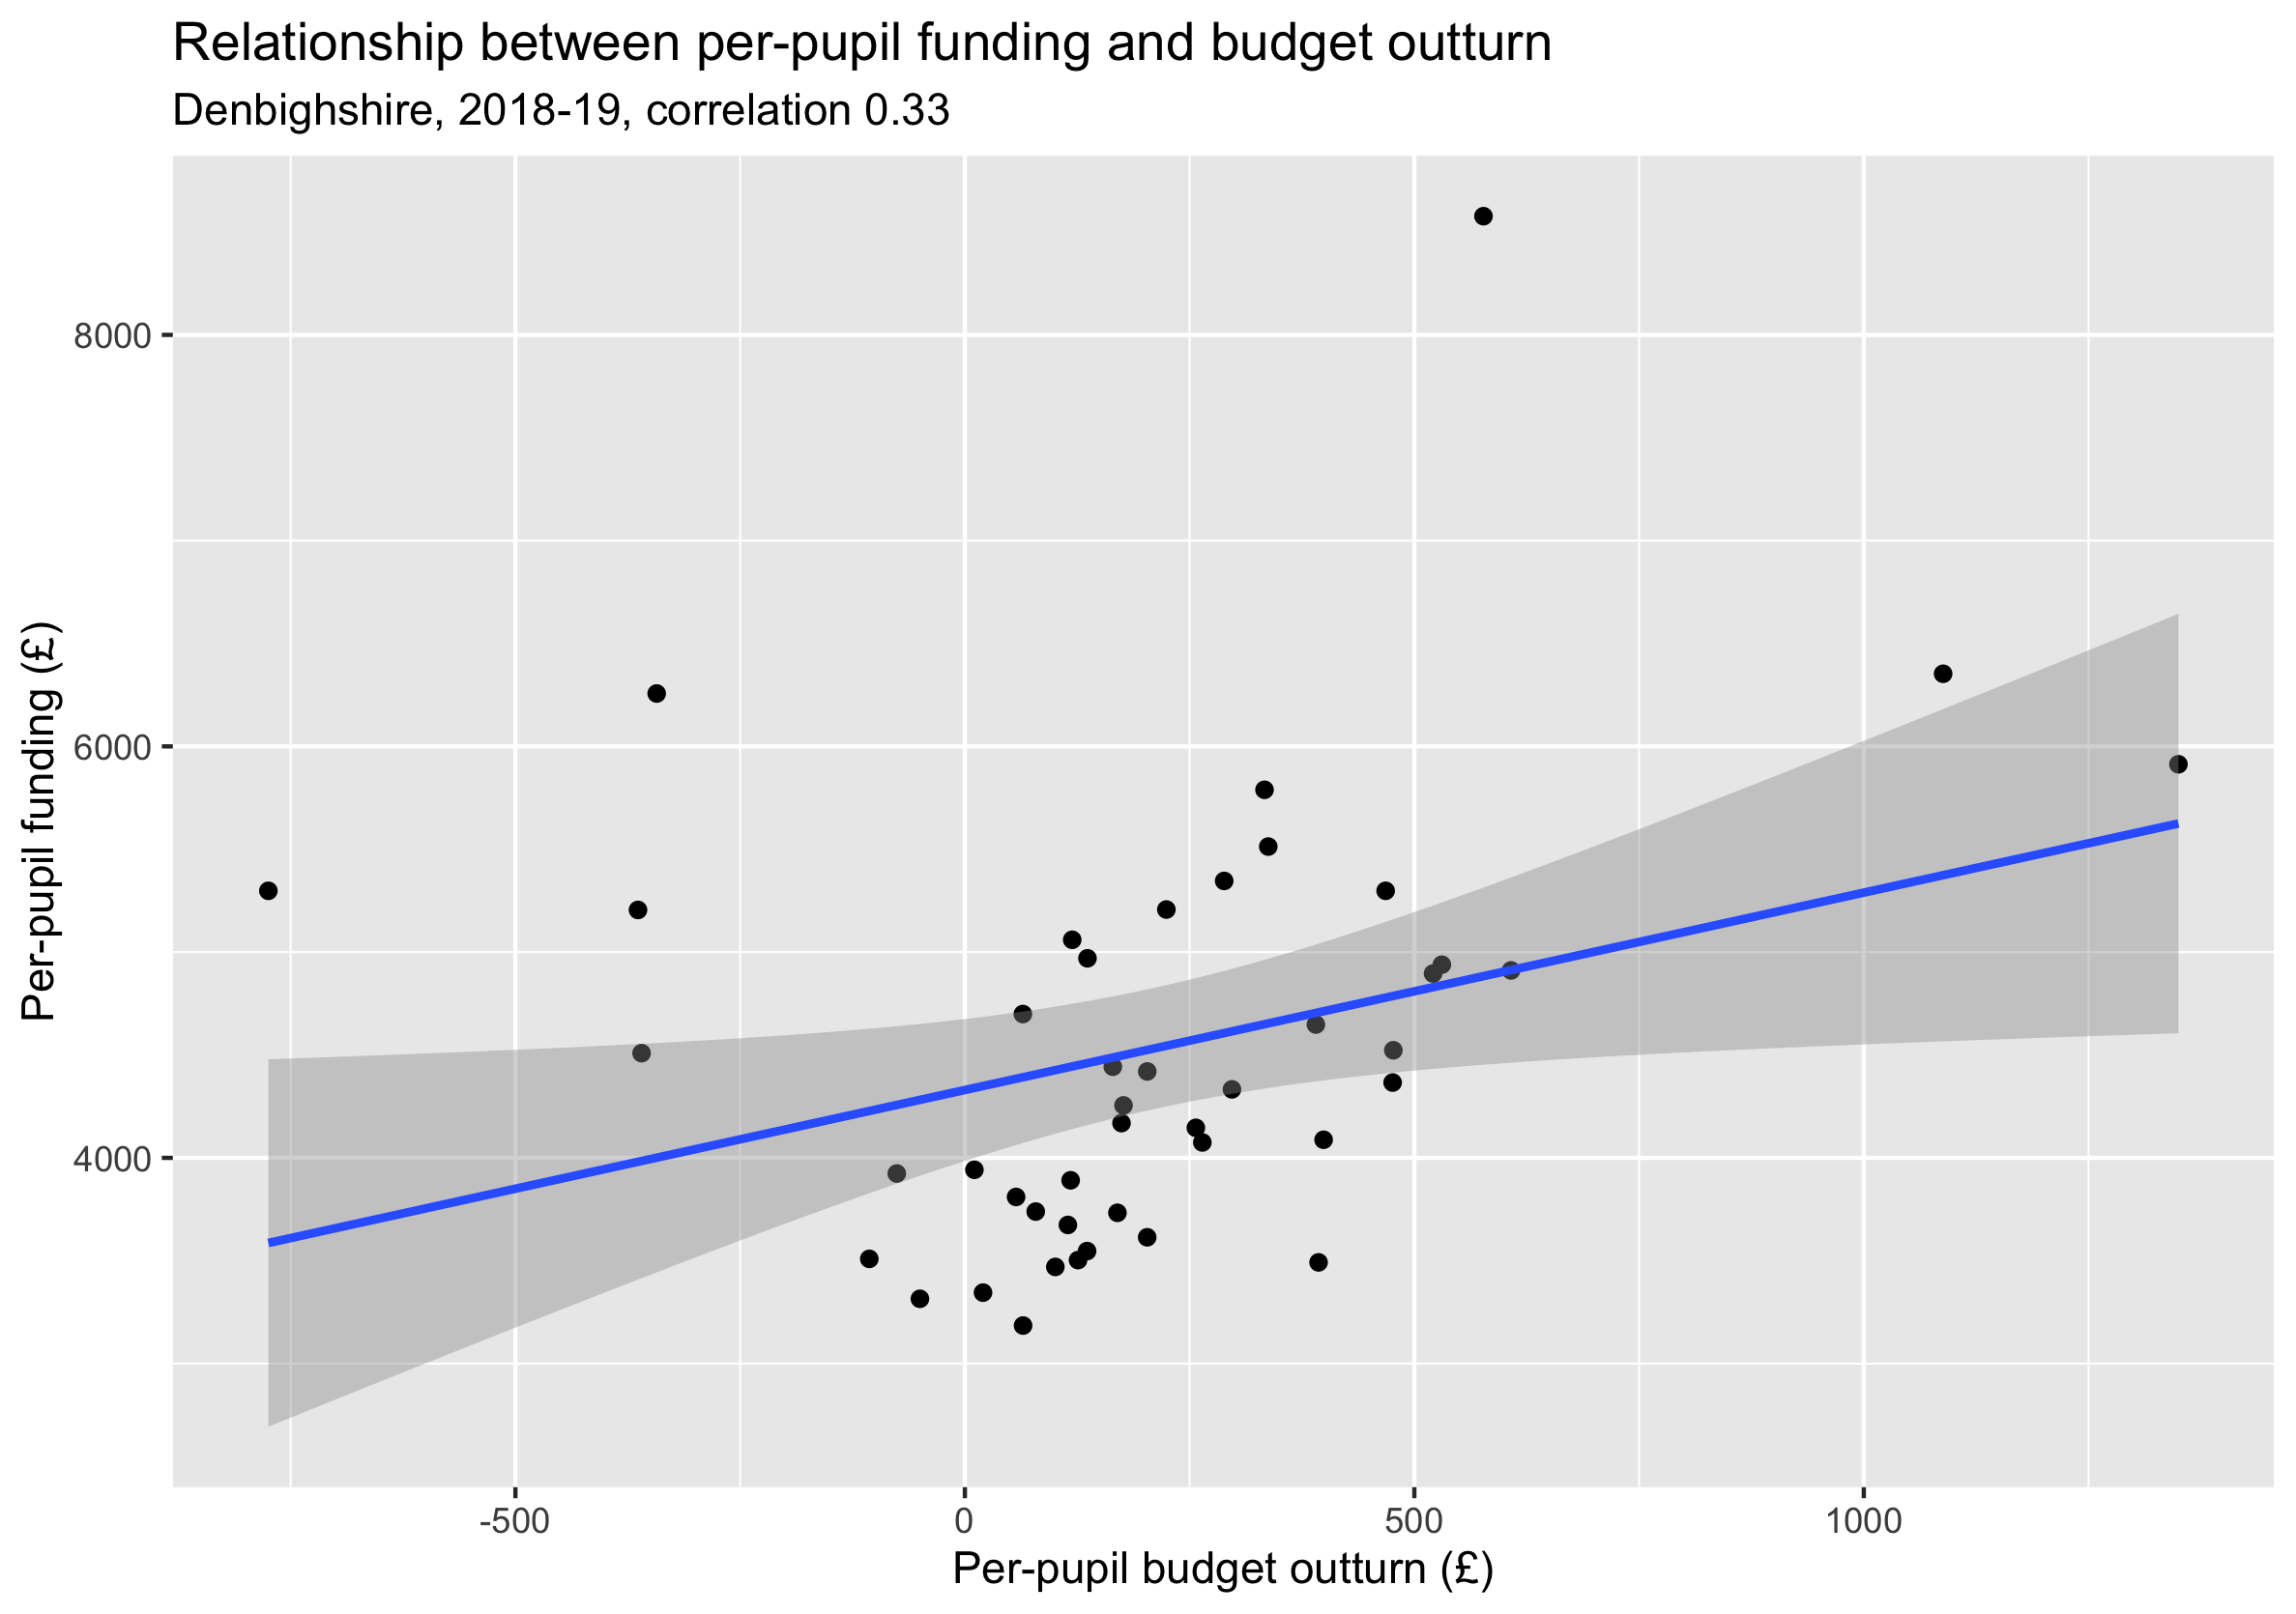 Relationship between per-pupil funding and budget outturn
Denbighshire, 2018-19, correlation 0.33
Per-pupil funding (£)
8000
6000
4000
-500
0
500
1000
Per-pupil budget outturn (£)